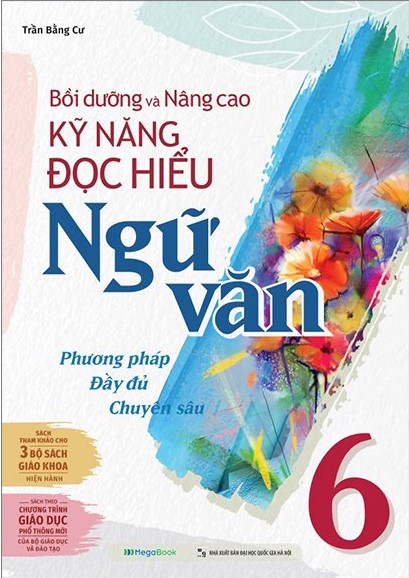 Trần Bằng Cư
Bồi dưỡng và Nâng cao
KỸ NĂNG
ĐỌC HIỂU
Ngữ
văn
Phương pháp
Đầy đủ
Chuyên sâu
6
SÁCH
THAM KHẢO CHO
3 BỘ SÁCH
GIÁO KHOA
HIỆN HÀNH
SÁCH THEO
CHƯƠNG TRÌNH
GIÁO DỤC
PHỔ THÔNG MỚI
CỦA BỘ GIÁO DỤC
VÀ ĐÀO TẠO
MegaBook
NHÀ XUẤT BẢN ĐẠI HỌC QUỐC GIA HÀ NỘI